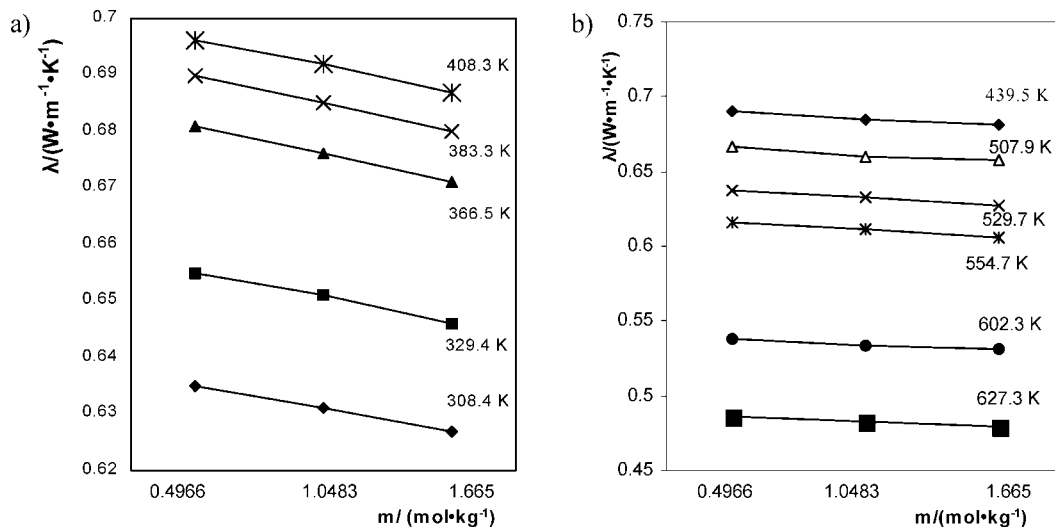 a)
λ/(W•m⁻¹•K⁻¹)
0.7
0.69
0.68
0.67
0.66
0.65
0.64
0.63
0.62
408.3 K
383.3 K
366.5 K
329.4 K
308.4 K
0.4966 1.0483 1.665
m/ (mol•kg⁻¹)
b)
λ/(W•m⁻¹•K⁻¹)
0.75
0.7
0.65
0.6
0.55
0.5
0.45
439.5 K
507.9 K
529.7 K
554.7 K
602.3 K
627.3 K
0.4966 1.0483 1.665
m/(mol•kg⁻¹)